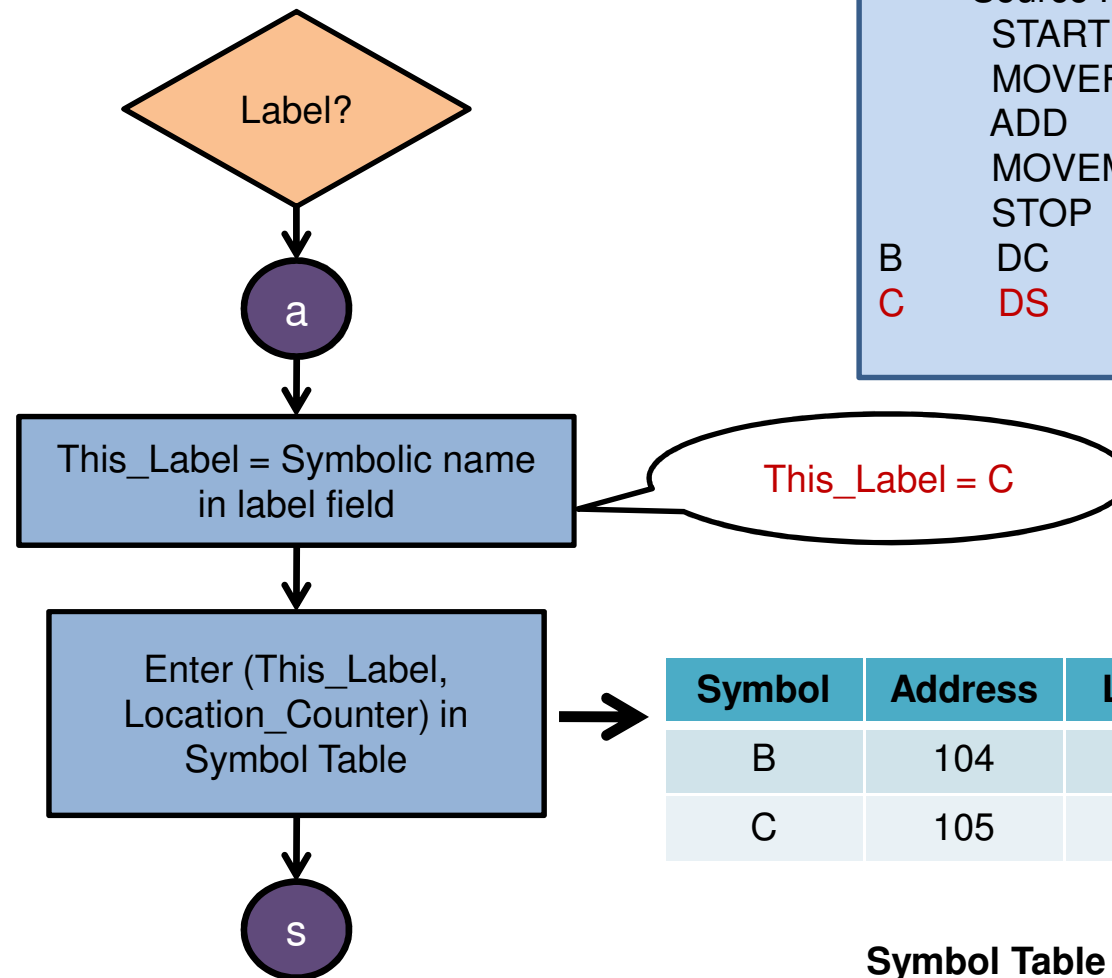 Label?
a
This_Label = Symbolic name
in label field
Enter (This_Label,
Location_Counter) in
Symbol Table
s
START
ADD
STOP
B DC
C DS
This_Label = C
Symbol Address
B 104
C 105
Symbol Table